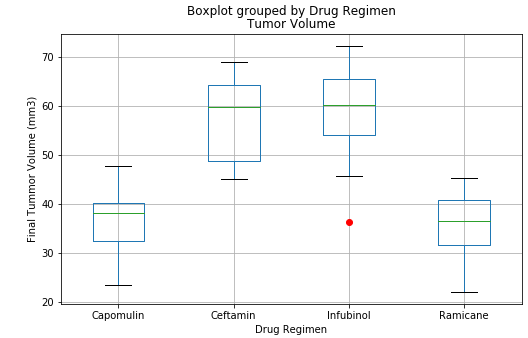 Boxplot grouped by Drug Regimen
Tumor Volume
Final Tummor Volume (mm3)
70
60
50
40
30
20
Capomulin
Ceftamin
Infubinol
Ramicane
Drug Regimen